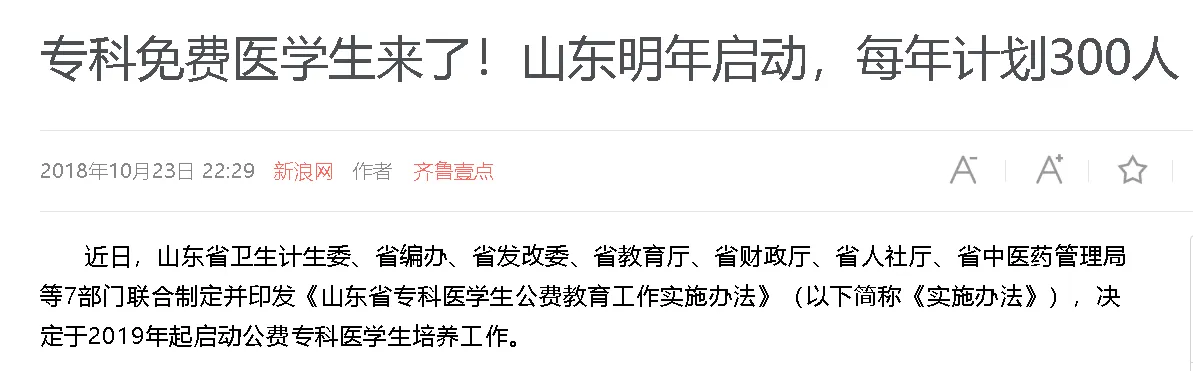 专科免费医学生来了！山东明年启动，每年计划300人
2018年10月23日 22:29 新浪网 作者 齐鲁壹点
A- A+
近日，山东省卫生计生委、省编办、省发改委、省教育厅、省财政厅、省人社厅、省中医药管理局
等7部门联合制定并印发《山东省专科医学生公费教育工作实施办法》（以下简称《实施办法》），决
定于2019年起启动公费专科医学生培养工作。